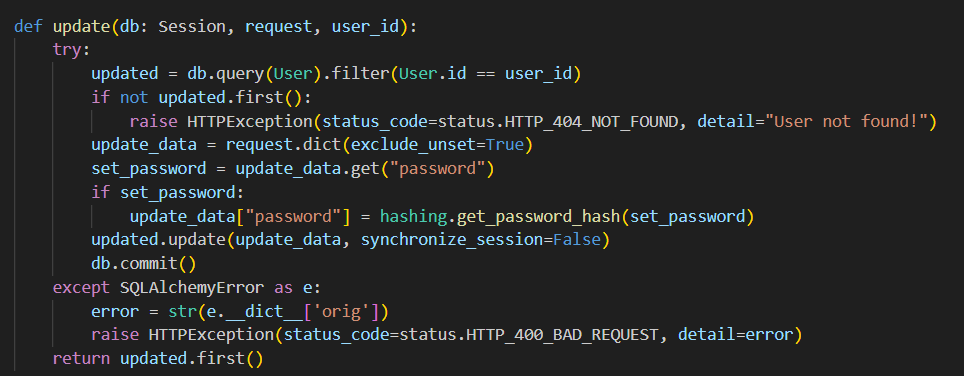 def update(db: Session, request, user_id):
    try:
        updated = db.query(User).filter(User.id == user_id)
        if not updated.first():
            raise HTTPException(status_code=status.HTTP_404_NOT_FOUND, detail="User not found!")
        update_data = request.dict(exclude_unset=True)
        set_password = update_data.get("password")
        if set_password:
            update_data["password"] = hashing.get_password_hash(set_password)
        updated.update(update_data, synchronize_session=False)
        db.commit()
    except SQLAlchemyError as e:
        error = str(e.__dict__['orig'])
        raise HTTPException(status_code=status.HTTP_400_BAD_REQUEST, detail=error)
    return updated.first()